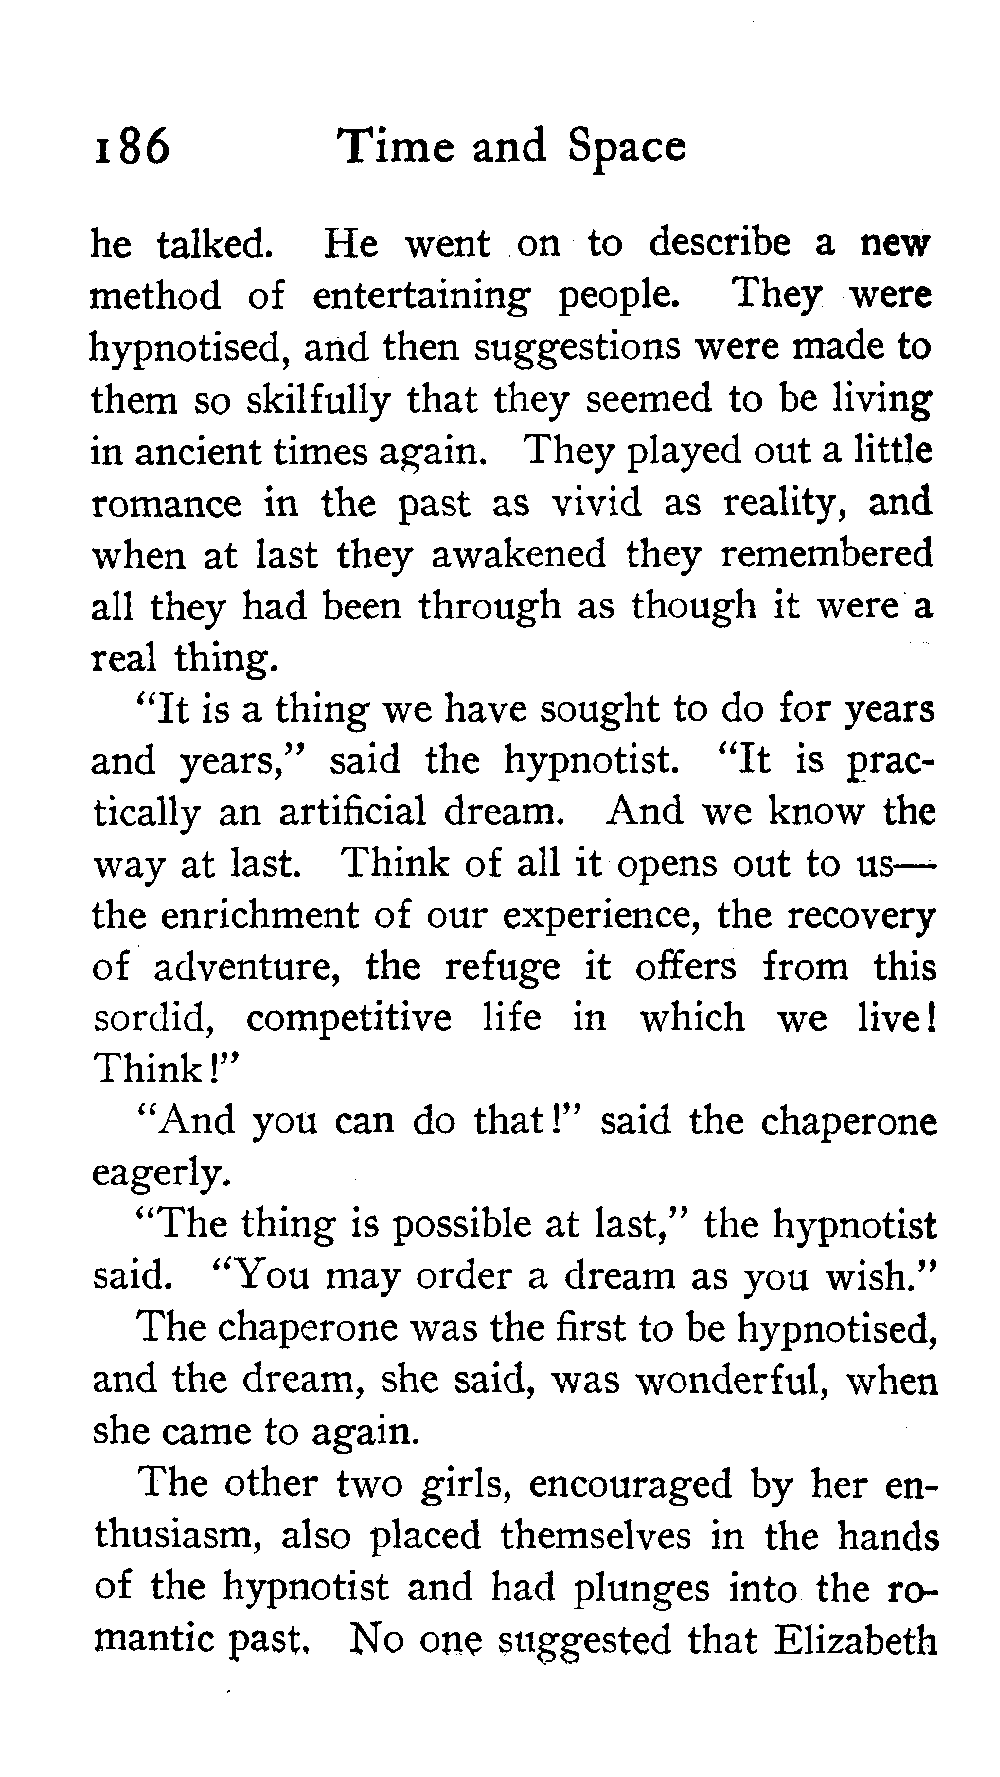 186 Time and Space
he talked. He went on to describe a new
method of entertaining people. They were
hypnotised, and then suggestions were made to
them so skilfully that they seemed to be living
in ancient times again. They played out a little
romance in the past as vivid as reality, and
when at last they awakened they remembered
all they had been through as though it were a
real thing.
"It is a thing we have sought to do for years
and years," said the hypnotist. "It is prac-
tically an artificial dream. And we know the
way at last. Think of all it opens out to us—
the enrichment of our experience, the recovery
of adventure, the refuge it offers from this
sordid, competitive life in which we live!
Think!"
"And you can do that!" said the chaperone
eagerly.
"The thing is possible at last," the hypnotist
said. "You may order a dream as you wish."
The chaperone was the first to be hypnotised,
and the dream, she said, was wonderful, when
she came to again.
The other two girls, encouraged by her en-
thusiasm, also placed themselves in the hands
of the hypnotist and had plunges into the ro-
mantic past. No one suggested that Elizabeth